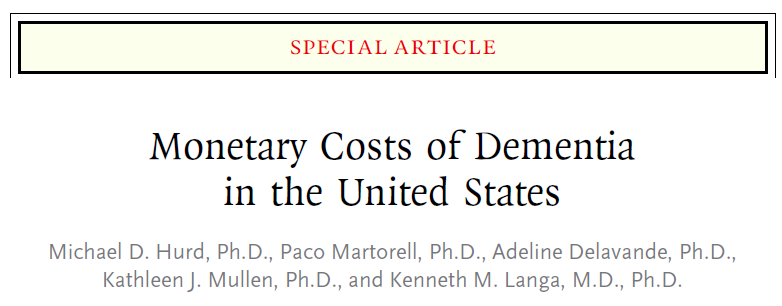 SPECIAL ARTICLE
Monetary Costs of Dementia
in the United States
Michael D. Hurd, Ph.D., Paco Martorell, Ph.D., Adeline Delavande, Ph.D.,
Kathleen J. Mullen, Ph.D., and Kenneth M. Langa, M.D., Ph.D.